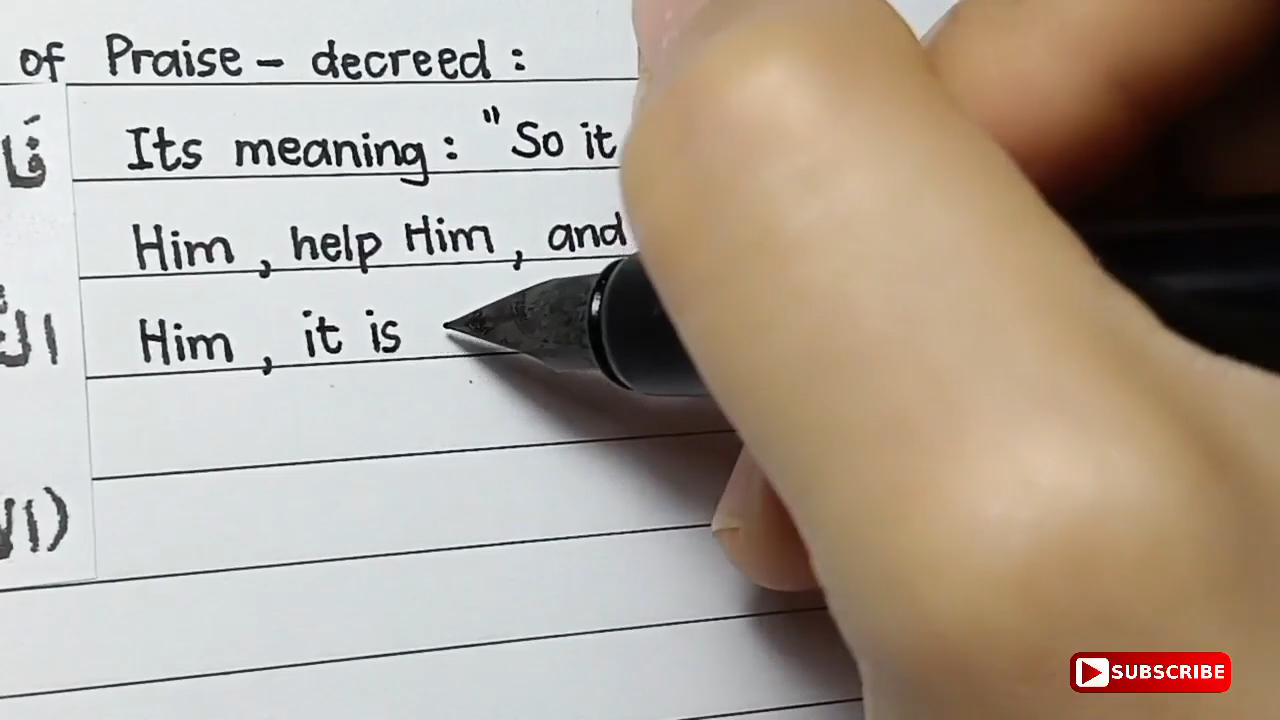 of Praise - decreed :
فَا
Its meaning : "So it
Him, help Him, and
Him, it is
SUBSCRIBE